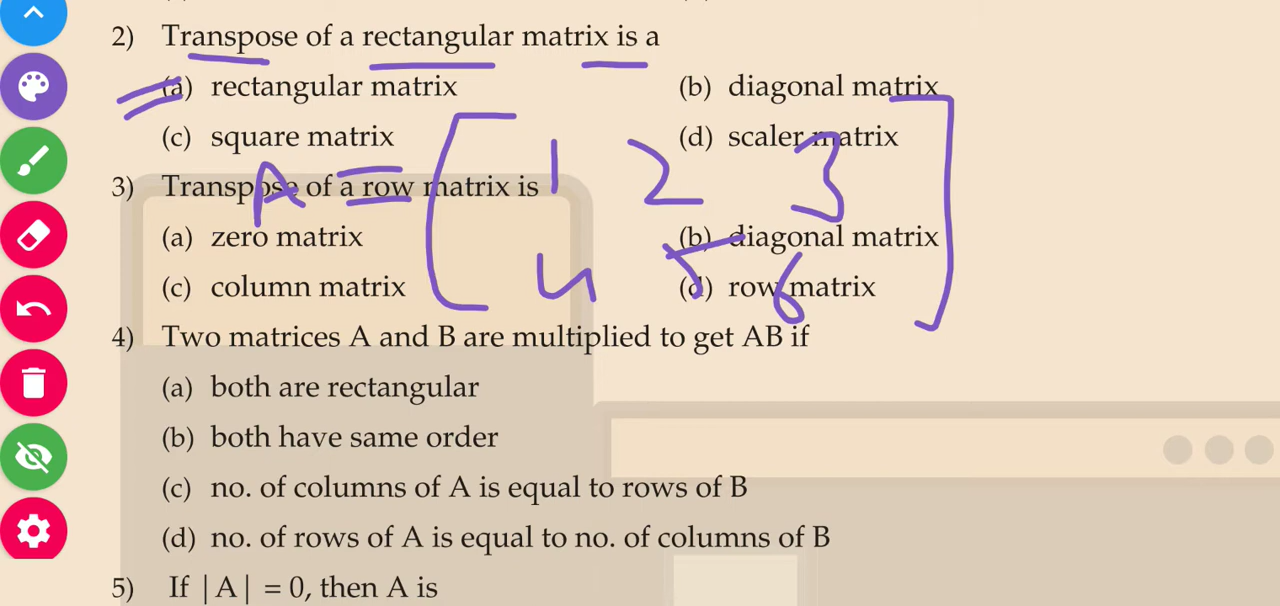 2) Transpose of a rectangular matrix is a
(a) rectangular matrix (b) diagonal matrix
(c) square matrix (d) scaler matrix
3) Transpose of a row matrix is
(a) zero matrix (b) diagonal matrix
(c) column matrix (d) row matrix
A = [ 1 2 3
4 5 6 ]
4) Two matrices A and B are multiplied to get AB if
(a) both are rectangular
(b) both have same order
(c) no. of columns of A is equal to rows of B
(d) no. of rows of A is equal to no. of columns of B
5) If |A| = 0, then A is